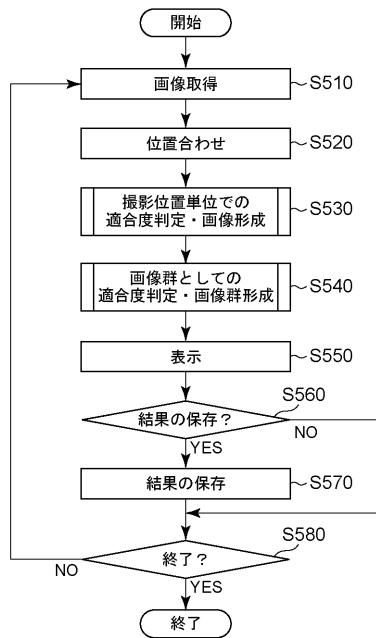 開始
画像取得
S510
位置合わせ
S520
撮影位置単位での
適合度判定・画像形成
S530
画像群としての
適合度判定・画像群形成
S540
表示
S550
S560
結果の保存？
NO
YES
結果の保存
S570
S580
終了？
NO
YES
終了